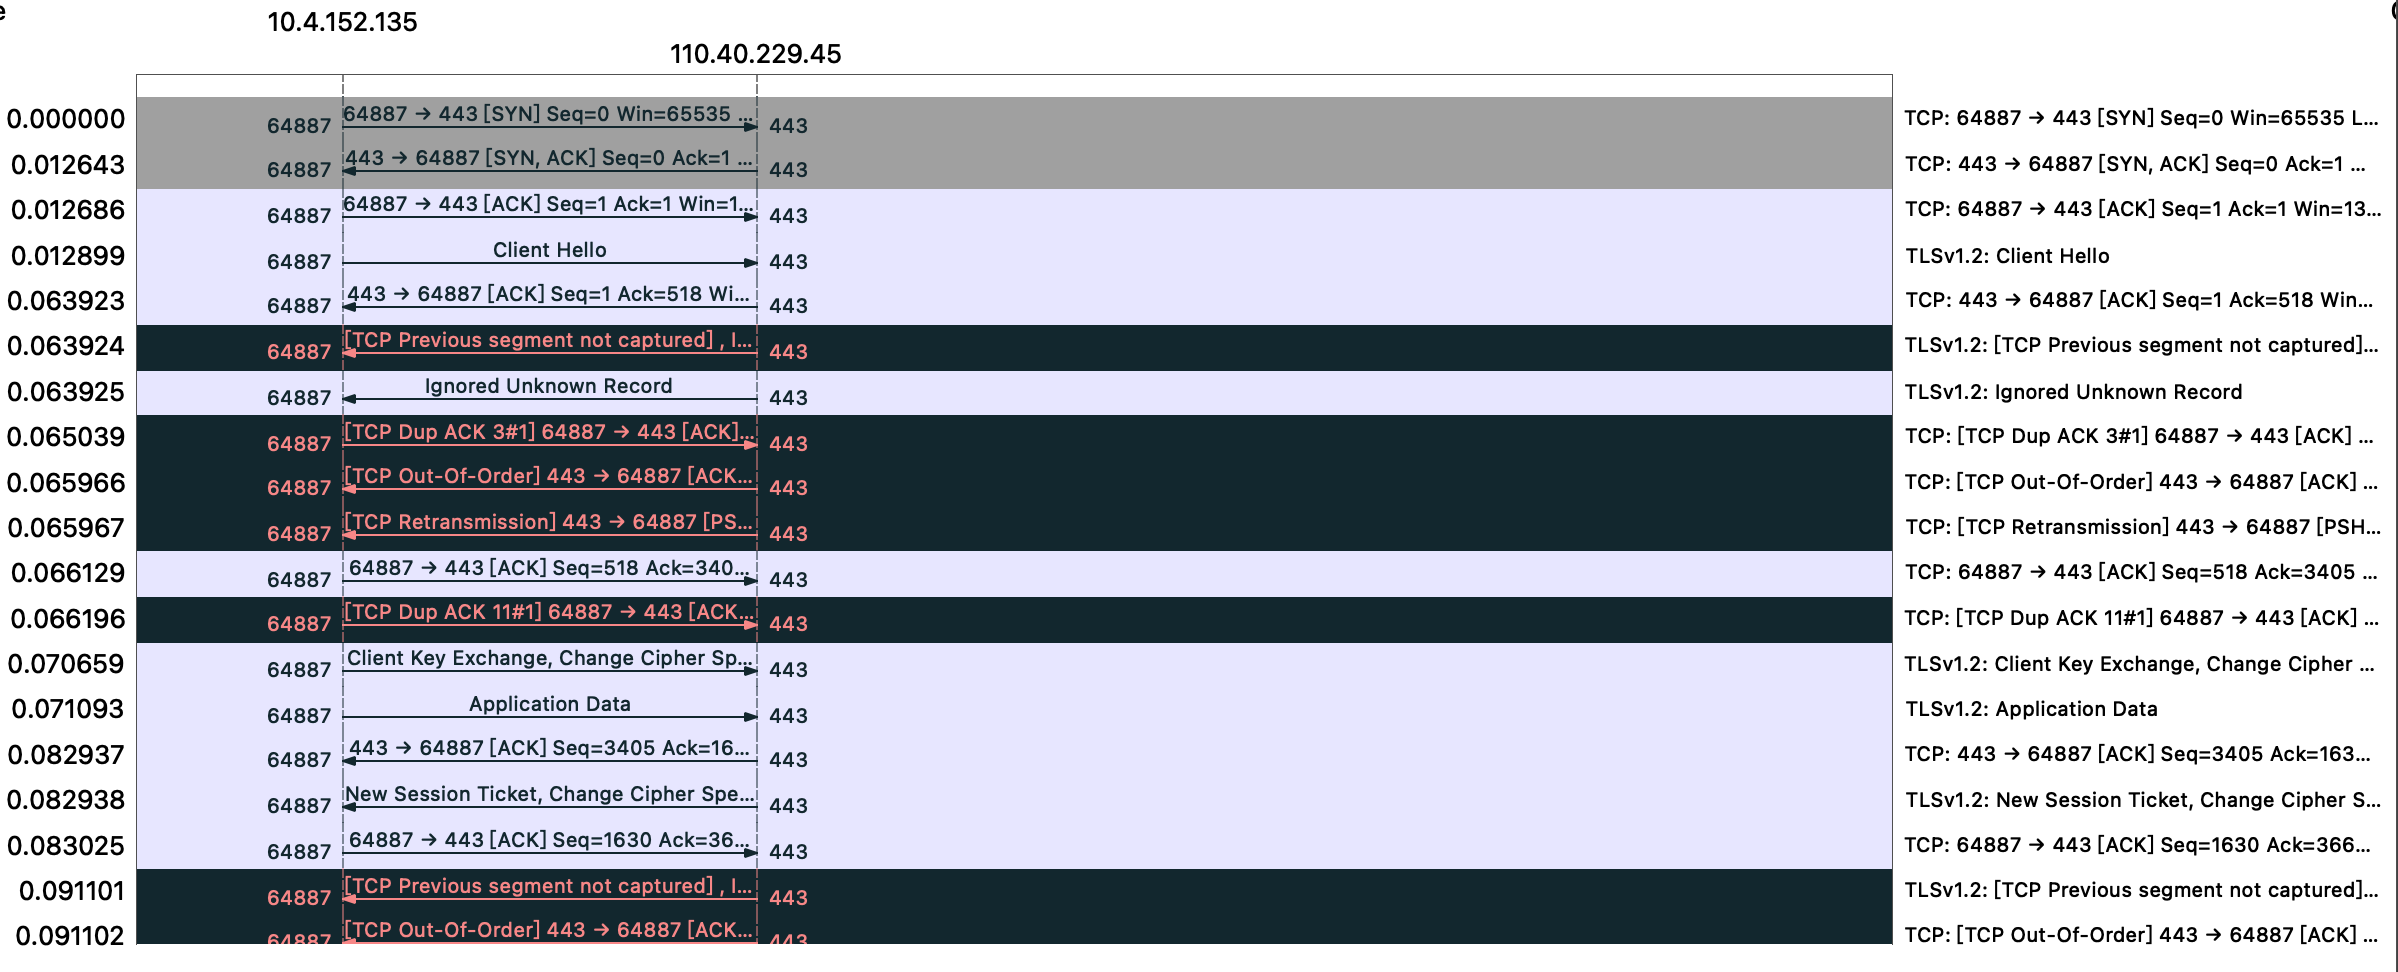 e
10.4.152.135
110.40.229.45
0.000000 64887 64887 → 443 [SYN] Seq=0 Win=65535 ... 443 TCP: 64887 → 443 [SYN] Seq=0 Win=65535 L...
0.012643 64887 443 → 64887 [SYN, ACK] Seq=0 Ack=1 ... 443 TCP: 443 → 64887 [SYN, ACK] Seq=0 Ack=1 ...
0.012686 64887 64887 → 443 [ACK] Seq=1 Ack=1 Win=1... 443 TCP: 64887 → 443 [ACK] Seq=1 Ack=1 Win=13...
0.012899 64887 Client Hello 443 TLSv1.2: Client Hello
0.063923 64887 443 → 64887 [ACK] Seq=1 Ack=518 Wi... 443 TCP: 443 → 64887 [ACK] Seq=1 Ack=518 Win...
0.063924 64887 [TCP Previous segment not captured] , I... 443 TLSv1.2: [TCP Previous segment not captured]...
0.063925 64887 Ignored Unknown Record 443 TLSv1.2: Ignored Unknown Record
0.065039 64887 [TCP Dup ACK 3#1] 64887 → 443 [ACK]... 443 TCP: [TCP Dup ACK 3#1] 64887 → 443 [ACK] ...
0.065966 64887 [TCP Out-Of-Order] 443 → 64887 [ACK... 443 TCP: [TCP Out-Of-Order] 443 → 64887 [ACK] ...
0.065967 64887 [TCP Retransmission] 443 → 64887 [PS... 443 TCP: [TCP Retransmission] 443 → 64887 [PSH...
0.066129 64887 64887 → 443 [ACK] Seq=518 Ack=340... 443 TCP: 64887 → 443 [ACK] Seq=518 Ack=3405 ...
0.066196 64887 [TCP Dup ACK 11#1] 64887 → 443 [ACK... 443 TCP: [TCP Dup ACK 11#1] 64887 → 443 [ACK] ...
0.070659 64887 Client Key Exchange, Change Cipher Sp... 443 TLSv1.2: Client Key Exchange, Change Cipher ...
0.071093 64887 Application Data 443 TLSv1.2: Application Data
0.082937 64887 443 → 64887 [ACK] Seq=3405 Ack=16... 443 TCP: 443 → 64887 [ACK] Seq=3405 Ack=163...
0.082938 64887 New Session Ticket, Change Cipher Spe... 443 TLSv1.2: New Session Ticket, Change Cipher S...
0.083025 64887 64887 → 443 [ACK] Seq=1630 Ack=36... 443 TCP: 64887 → 443 [ACK] Seq=1630 Ack=366...
0.091101 64887 [TCP Previous segment not captured] , I... 443 TLSv1.2: [TCP Previous segment not captured]...
0.091102 64887 [TCP Out-Of-Order] 443 → 64887 [ACK... 443 TCP: [TCP Out-Of-Order] 443 → 64887 [ACK] ...